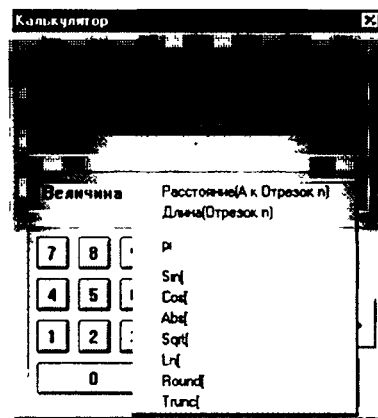 Калькулятор
Величина
Расстояние(А к Отрезок n)
Длина(Отрезок n)
pi
7 8
Sin[
4 5
Cos[
Abs[
1 2
Sqrt[
Ln[
0
Round[
Trunc[